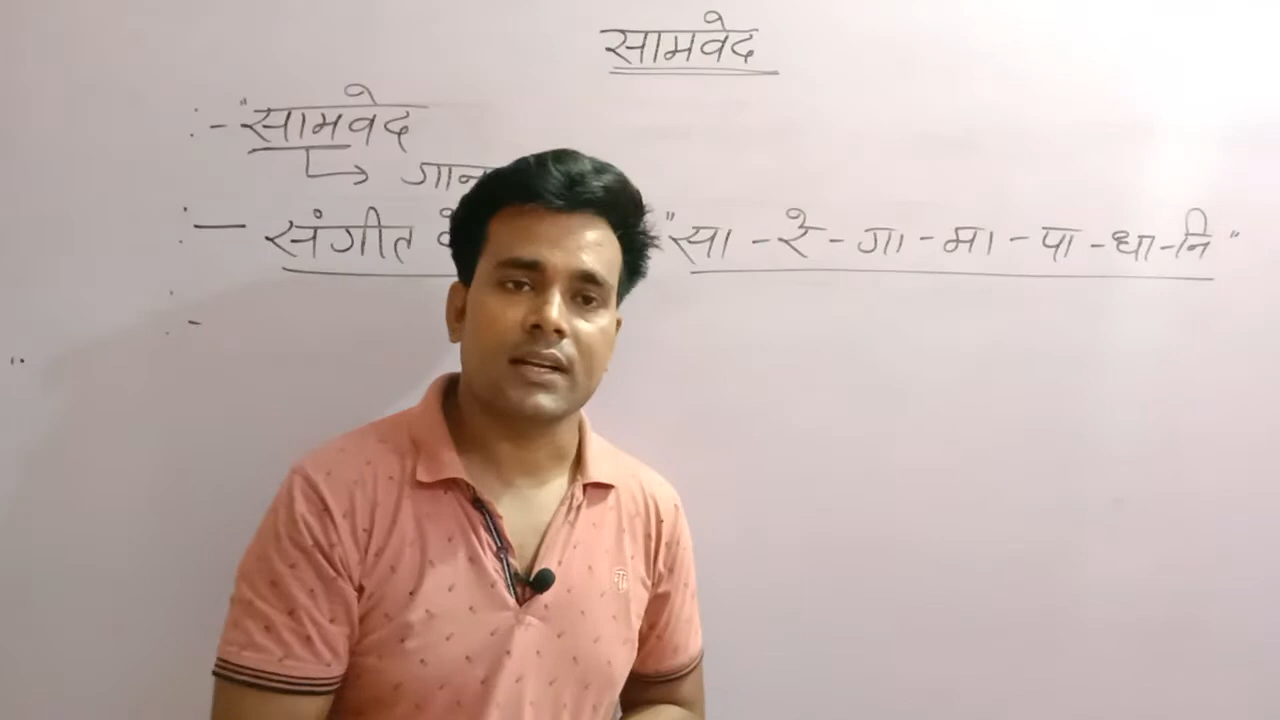 सामवेद
:- "सामवेद
↳ गान
:- संगीत "सा - रे - गा - मा - पा - धा - नि"
:-